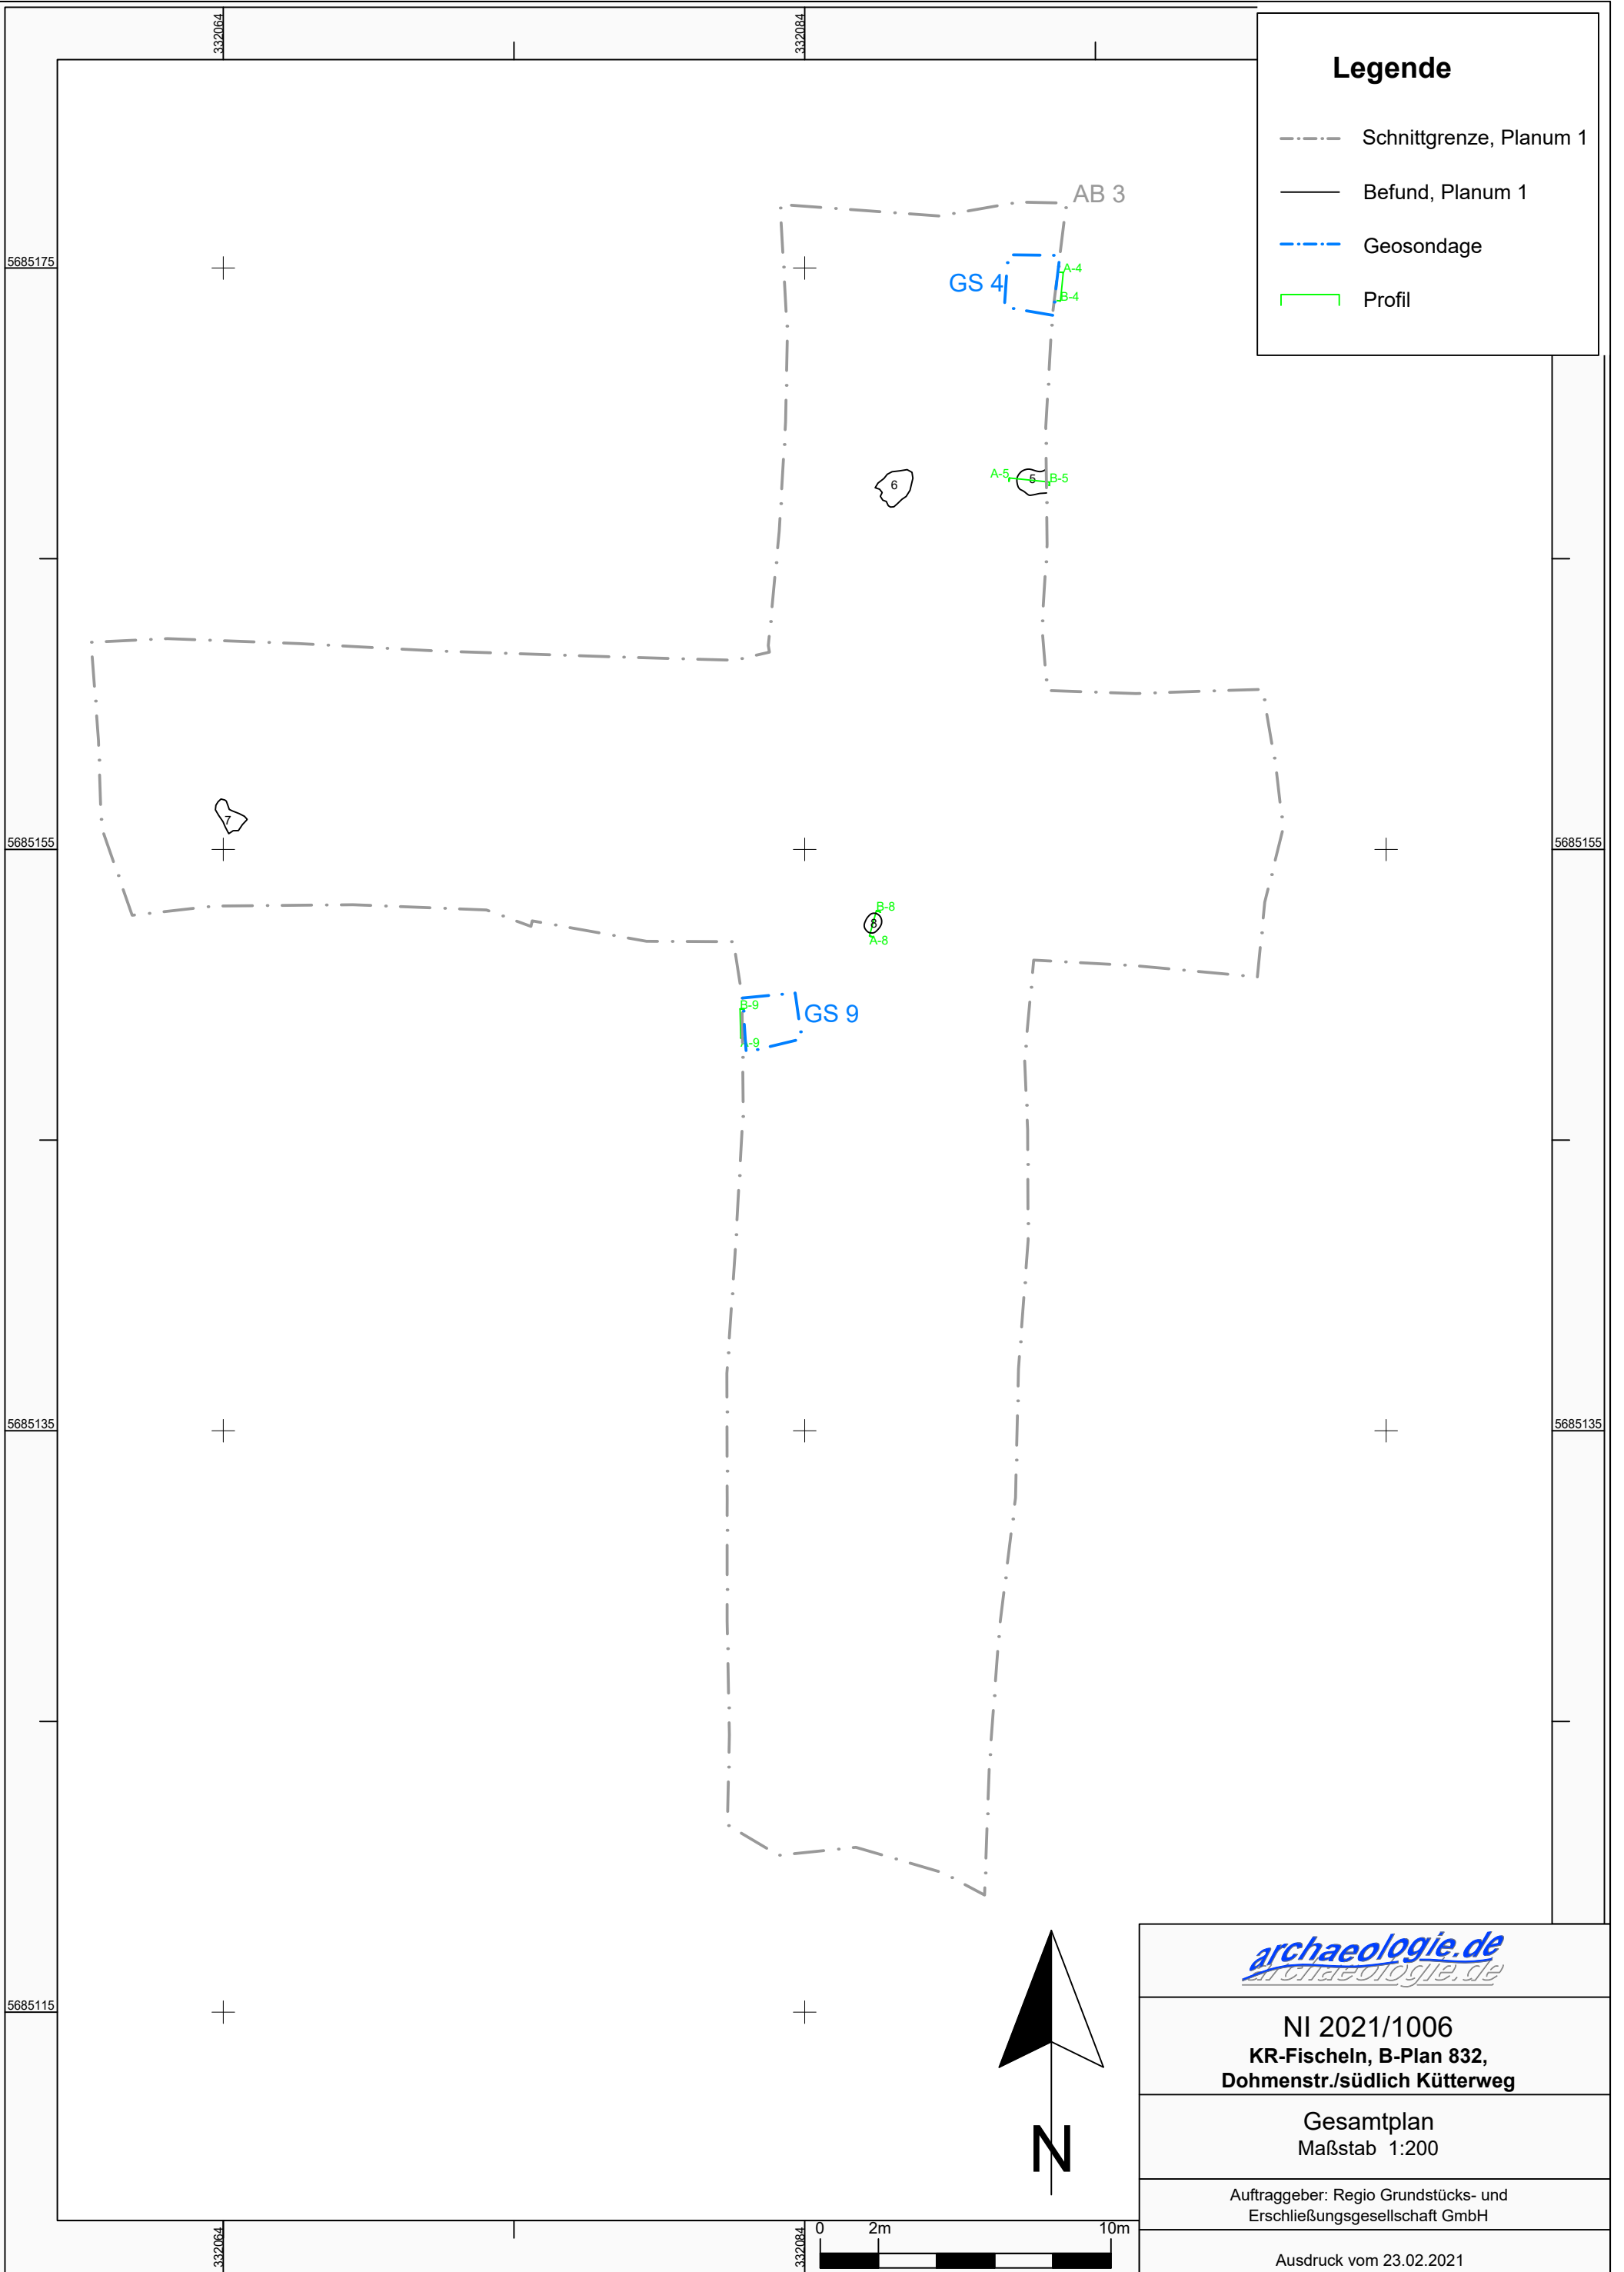 332064
332084
Legende
Schnittgrenze, Planum 1
Befund, Planum 1
Geosondage
Profil
AB 3
5685175
GS 4
A-4
B-4
6
A-5
5
B-5
7
5685155
5685155
B-8
8
A-8
GS 9
B-9
A-9
5685135
5685135
5685115
N
archaeologie.de
archaeologie.de
NI 2021/1006
KR-Fischeln, B-Plan 832,
Dohmenstr./südlich Kütterweg
Gesamtplan
Maßstab 1:200
Auftraggeber: Regio Grundstücks- und
Erschließungsgesellschaft GmbH
Ausdruck vom 23.02.2021
332064
332084
0 2m 10m